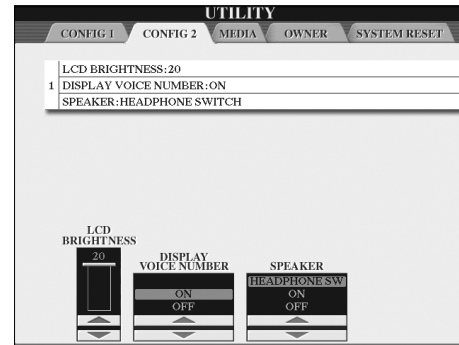 UTILITY
CONFIG 1 CONFIG 2 MEDIA OWNER SYSTEM RESET
LCD BRIGHTNESS:20
1 DISPLAY VOICE NUMBER:ON
SPEAKER:HEADPHONE SWITCH
LCD
BRIGHTNESS
20
DISPLAY
VOICE NUMBER
ON
OFF
SPEAKER
HEADPHONE SW
ON
OFF